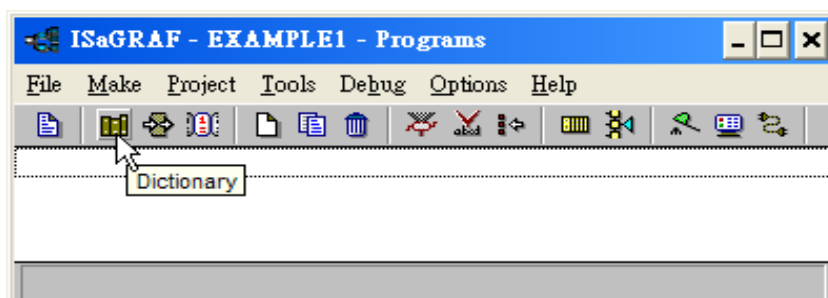 ISaGRAF - EXAMPLE1 - Programs
File Make Project Tools Debug Options Help
Dictionary